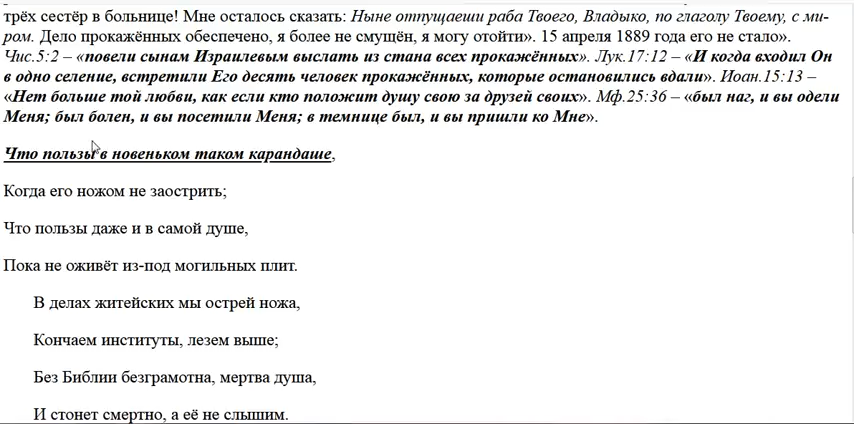 трёх сестёр в больнице! Мне осталось сказать: Ныне отпущаеши раба Твоего, Владыко, по глаголу Твоему, с ми-
ром. Дело прокажённых обеспечено, я более не смущён, я могу отойти». 15 апреля 1889 года его не стало».
Чис.5:2 – «повели сынам Израилевым выслать из стана всех прокажённых». Лук.17:12 – «И когда входил Он
в одно селение, встретили Его десять человек прокажённых, которые остановились вдали». Иоан.15:13 –
«Нет больше той любви, как если кто положит душу свою за друзей своих». Мф.25:36 – «был наг, и вы одели
Меня; был болен, и вы посетили Меня; в темнице был, и вы пришли ко Мне».
Что пользы в новеньком таком карандаше,
Когда его ножом не заострить;
Что пользы даже и в самой душе,
Пока не оживёт из-под могильных плит.
В делах житейских мы острей ножа,
Кончаем институты, лезем выше;
Без Библии безграмотна, мертва душа,
И стонет смертно, а её не слышим.